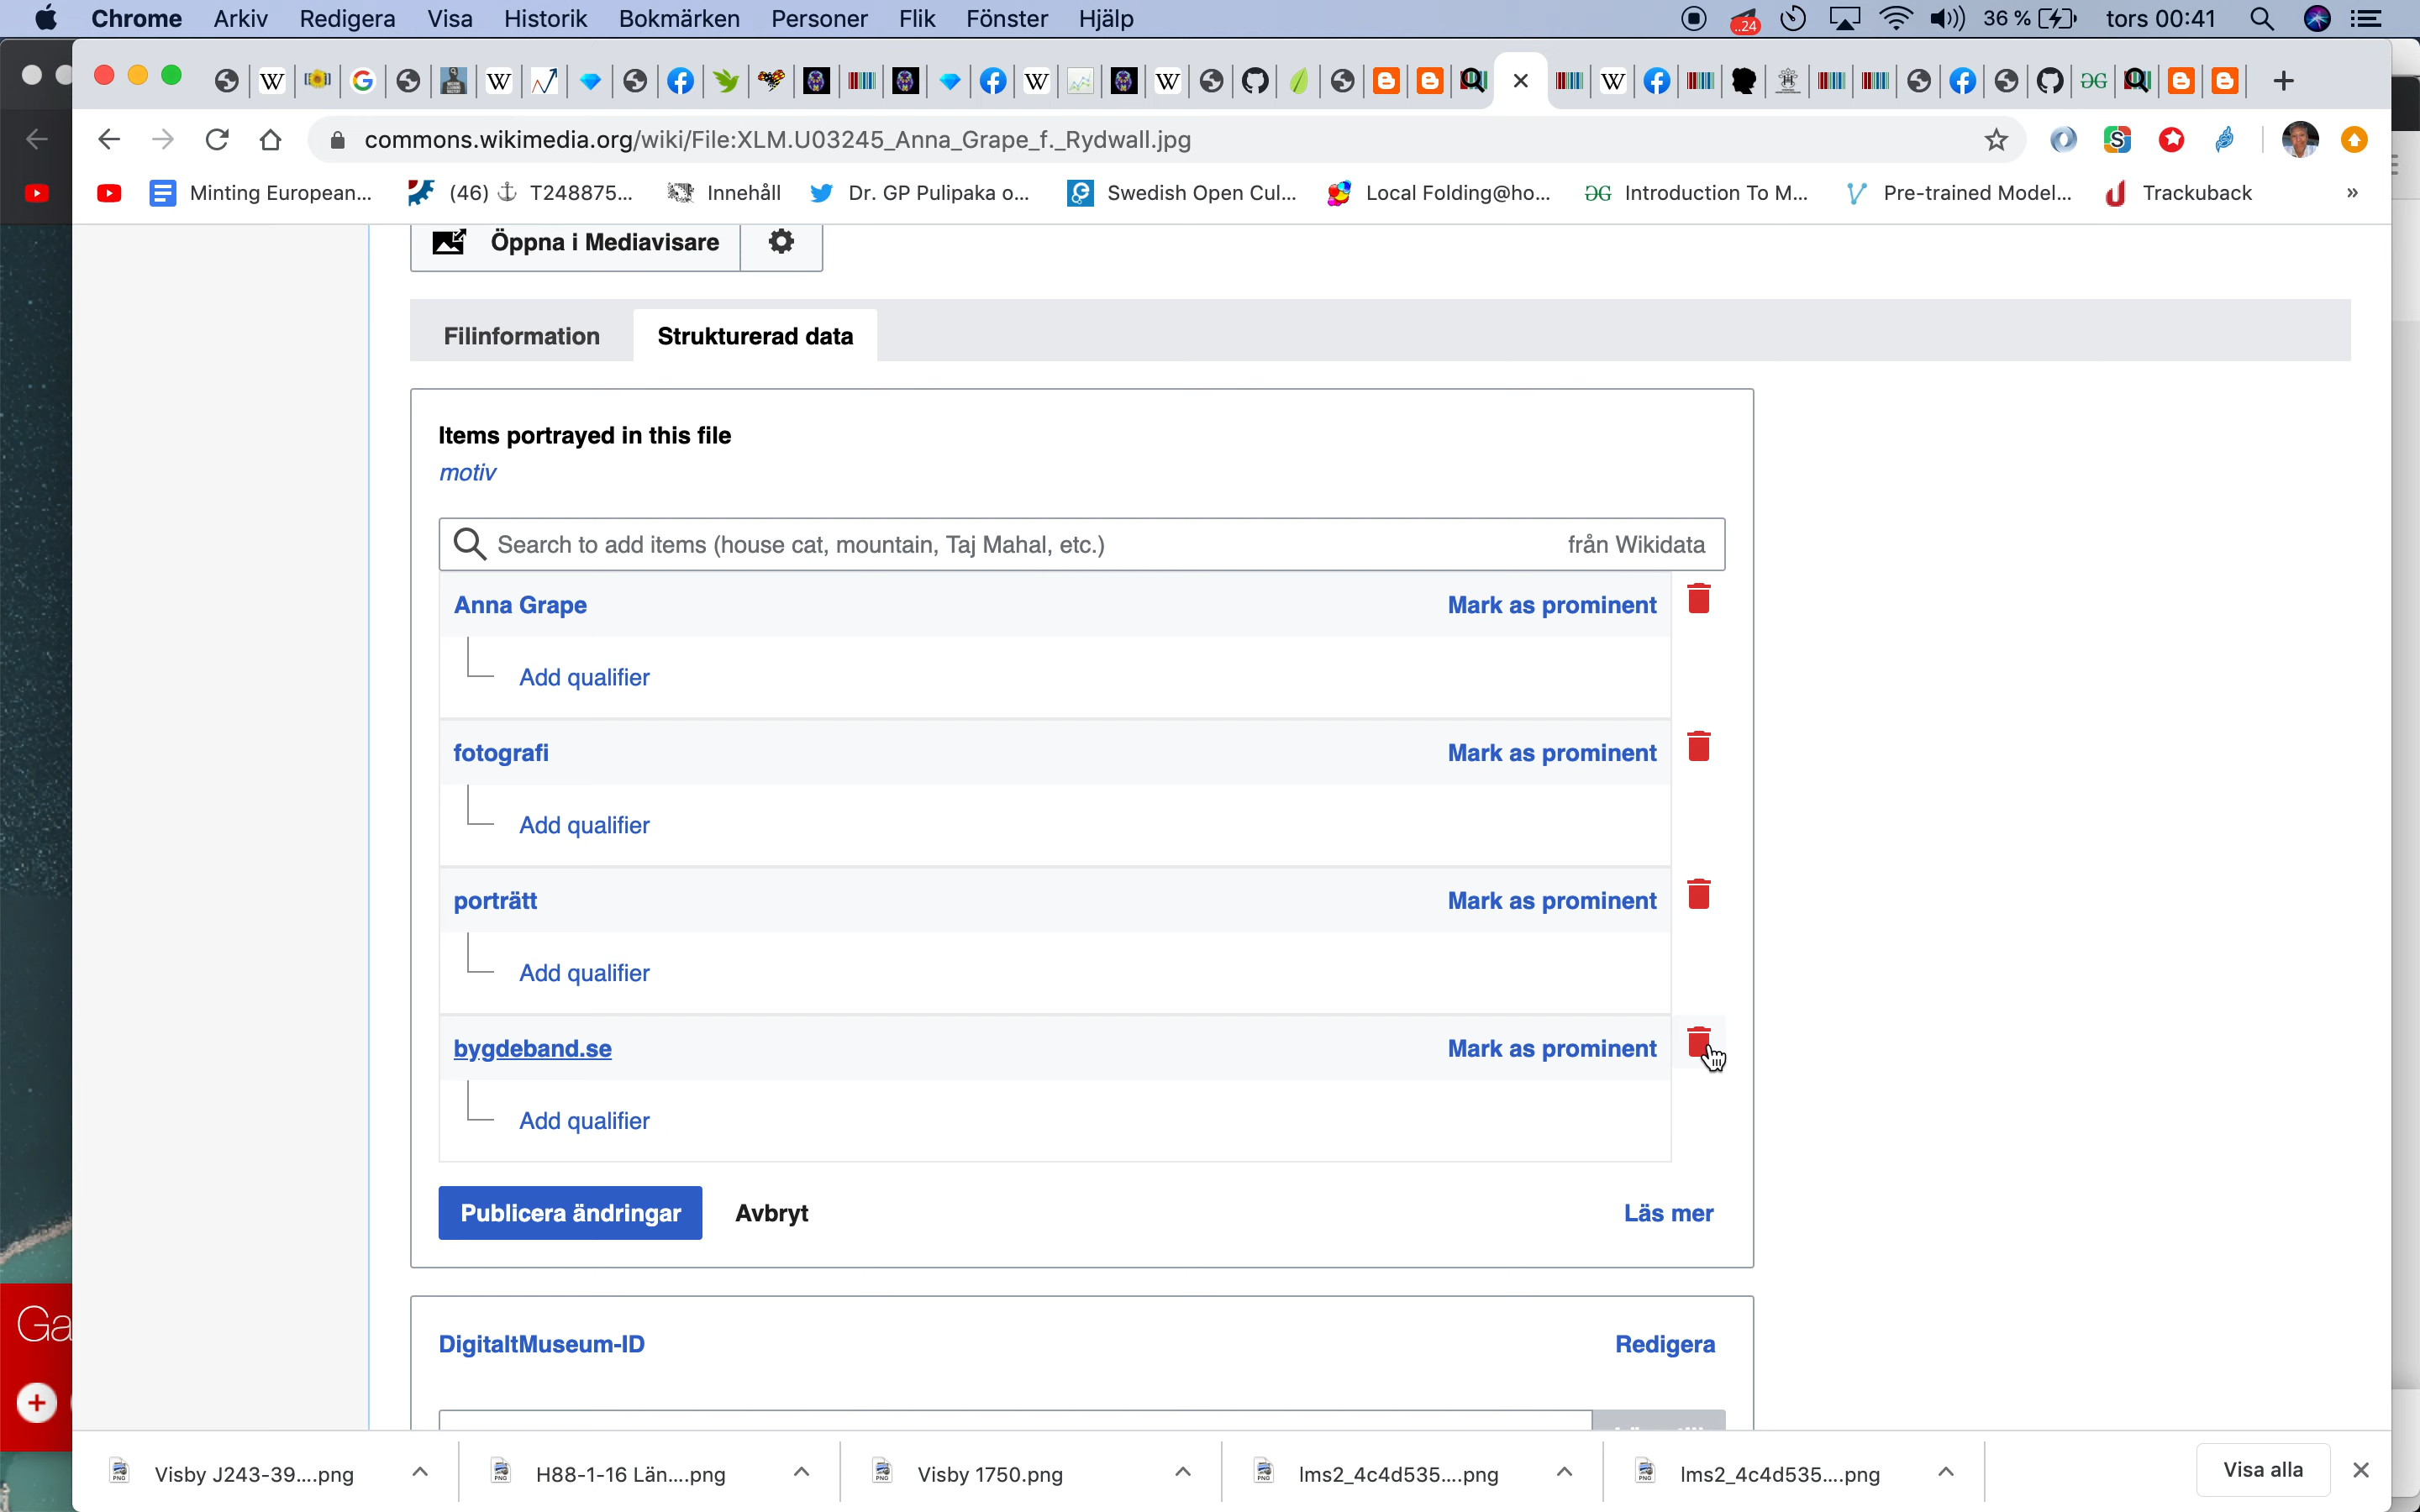 Chrome Arkiv Redigera Visa Historik Bokmärken Personer Flik Fönster Hjälp ..24 36 % tors 00:41
commons.wikimedia.org/wiki/File:XLM.U03245_Anna_Grape_f._Rydwall.jpg
Minting European... (46) T248875... Innehåll Dr. GP Pulipaka o... Swedish Open Cul... Local Folding@ho... Introduction To M... Pre-trained Model... Trackuback »
Öppna i Mediavisare
Filinformation Strukturerad data
Items portrayed in this file
motiv
Search to add items (house cat, mountain, Taj Mahal, etc.) från Wikidata
Anna Grape Mark as prominent
Add qualifier
fotografi Mark as prominent
Add qualifier
porträtt Mark as prominent
Add qualifier
bygdeband.se Mark as prominent
Add qualifier
Publicera ändringar Avbryt Läs mer
Ga
DigitaltMuseum-ID Redigera
Visby J243-39....png H88-1-16 Län....png Visby 1750.png lms2_4c4d535....png lms2_4c4d535....png Visa alla